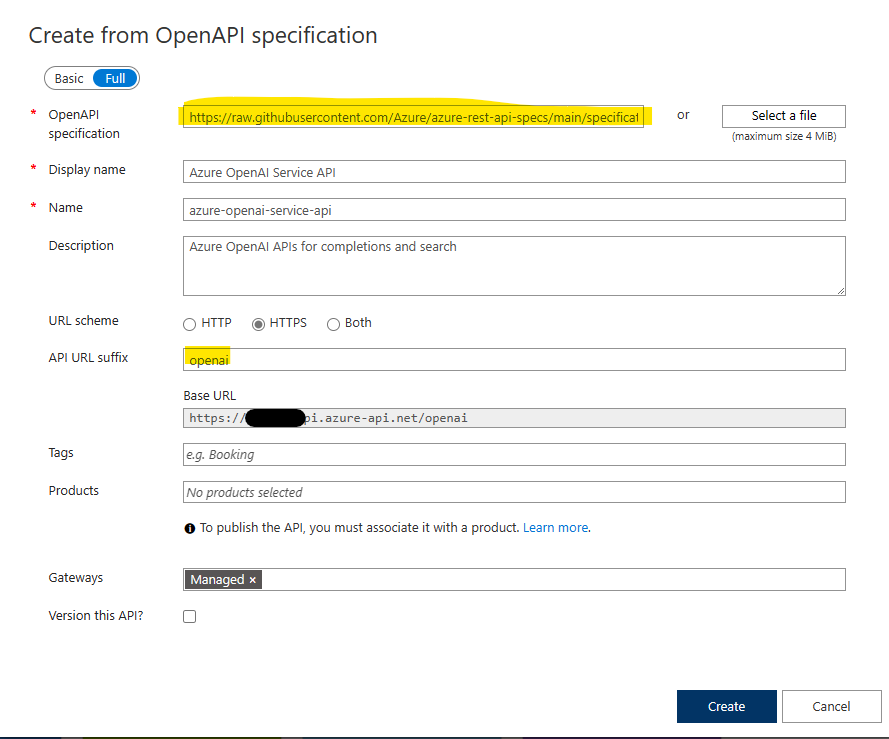 Create from OpenAPI specification
Basic Full
* OpenAPI specification
https://raw.githubusercontent.com/Azure/azure-rest-api-specs/main/specificat
or
Select a file
(maximum size 4 MiB)
* Display name
Azure OpenAI Service API
* Name
azure-openai-service-api
Description
Azure OpenAI APIs for completions and search
URL scheme
HTTP HTTPS Both
API URL suffix
openai
Base URL
https:// pi.azure-api.net/openai
Tags
e.g. Booking
Products
No products selected
To publish the API, you must associate it with a product. Learn more.
Gateways
Managed ×
Version this API?
Create Cancel